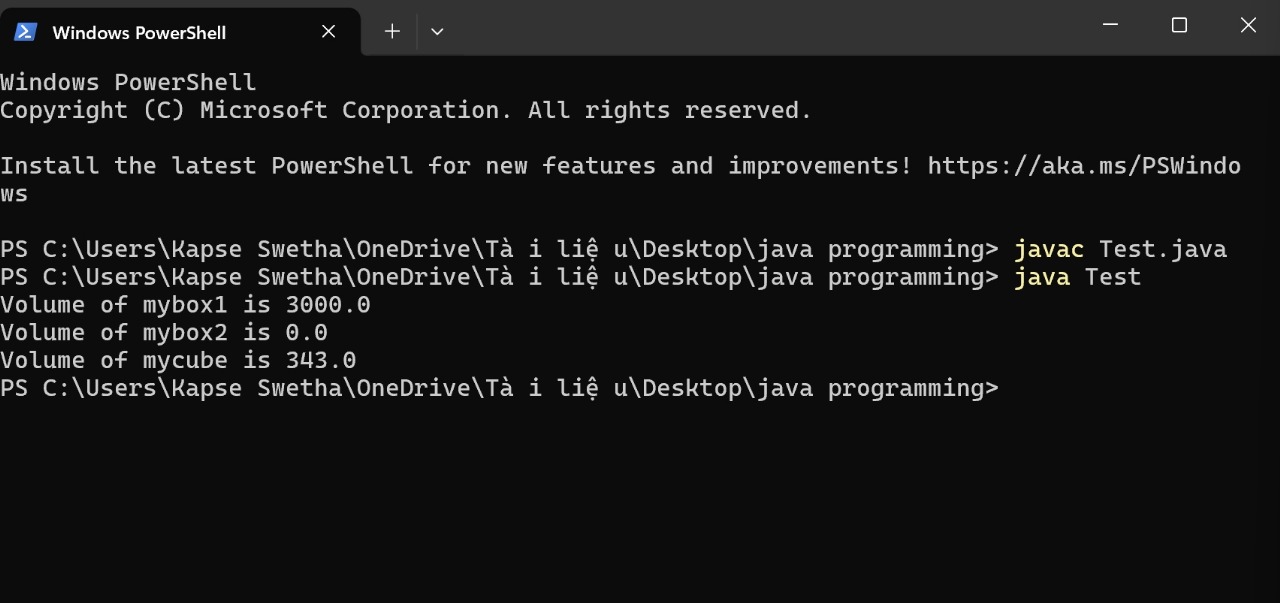 Windows PowerShell
Windows PowerShell
Copyright (C) Microsoft Corporation. All rights reserved.
Install the latest PowerShell for new features and improvements! https://aka.ms/PSWindo
ws
PS C:\Users\Kapse Swetha\OneDrive\Tà i liệ u\Desktop\java programming> javac Test.java
PS C:\Users\Kapse Swetha\OneDrive\Tà i liệ u\Desktop\java programming> java Test
Volume of mybox1 is 3000.0
Volume of mybox2 is 0.0
Volume of mycube is 343.0
PS C:\Users\Kapse Swetha\OneDrive\Tà i liệ u\Desktop\java programming>